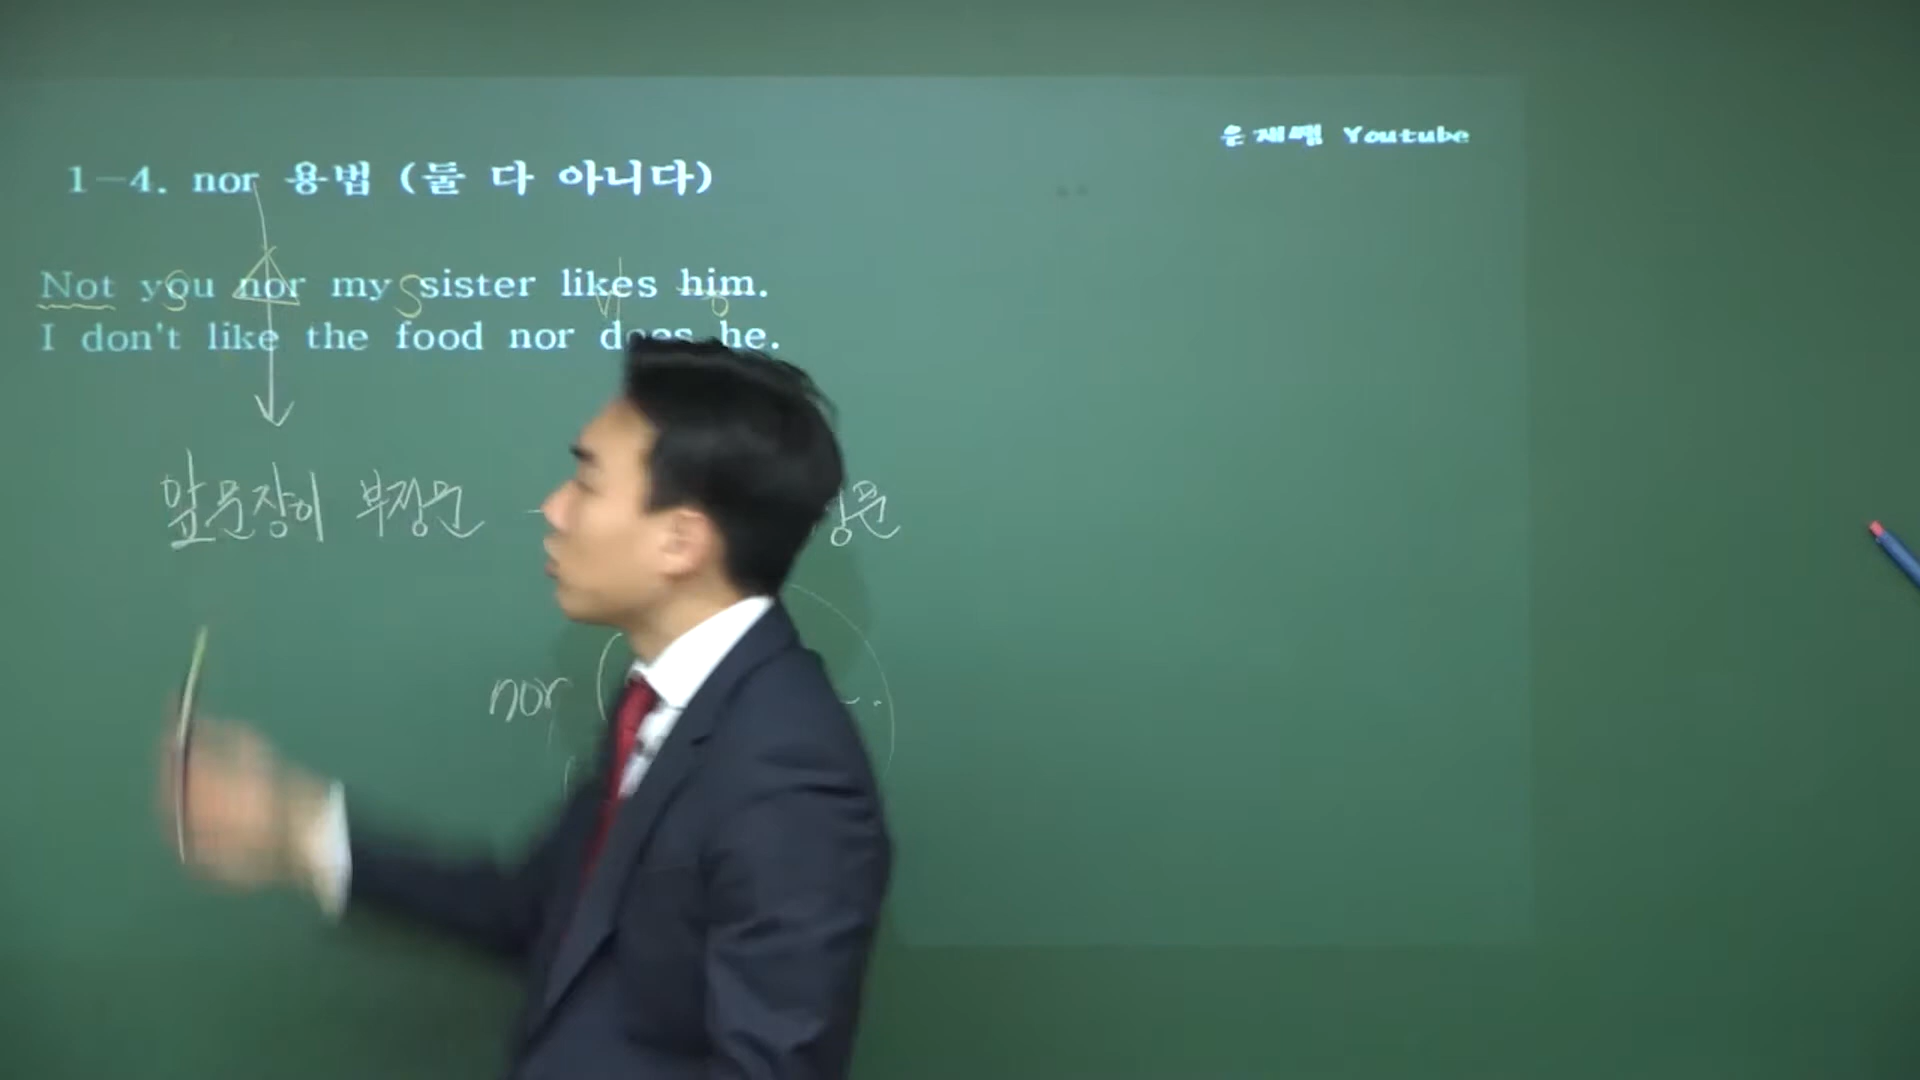 은재쌤 Youtube
1-4. nor 용법 (둘 다 아니다)
Not you nor my sister likes him.
S S V O
I don't like the food nor does he.
앞문장이 부정문
nor (